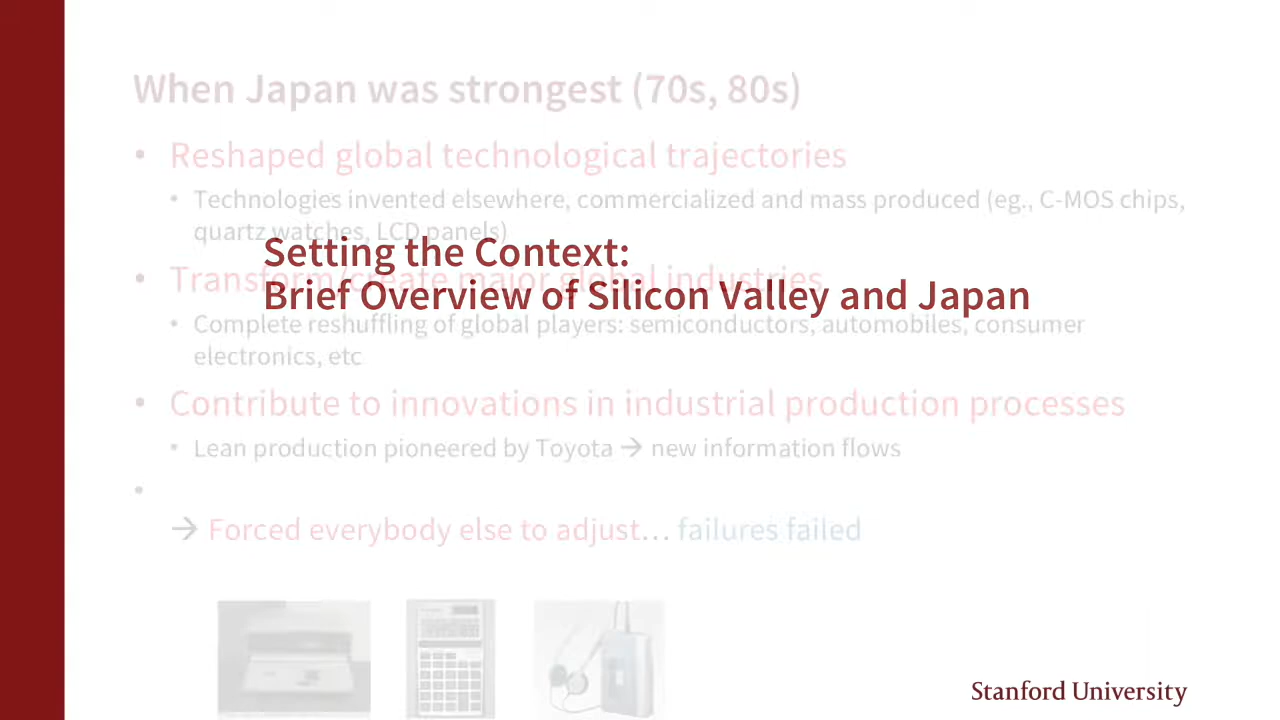 When Japan was strongest (70s, 80s)
• Reshaped global technological trajectories
• Technologies invented elsewhere, commercialized and mass produced (eg., C-MOS chips,
quartz watches, LCD panels)
Setting the Context:
• Transform/create major global industries
Brief Overview of Silicon Valley and Japan
• Complete reshuffling of global players: semiconductors, automobiles, consumer
electronics, etc
• Contribute to innovations in industrial production processes
• Lean production pioneered by Toyota → new information flows
•
→ Forced everybody else to adjust… failures failed
Stanford University